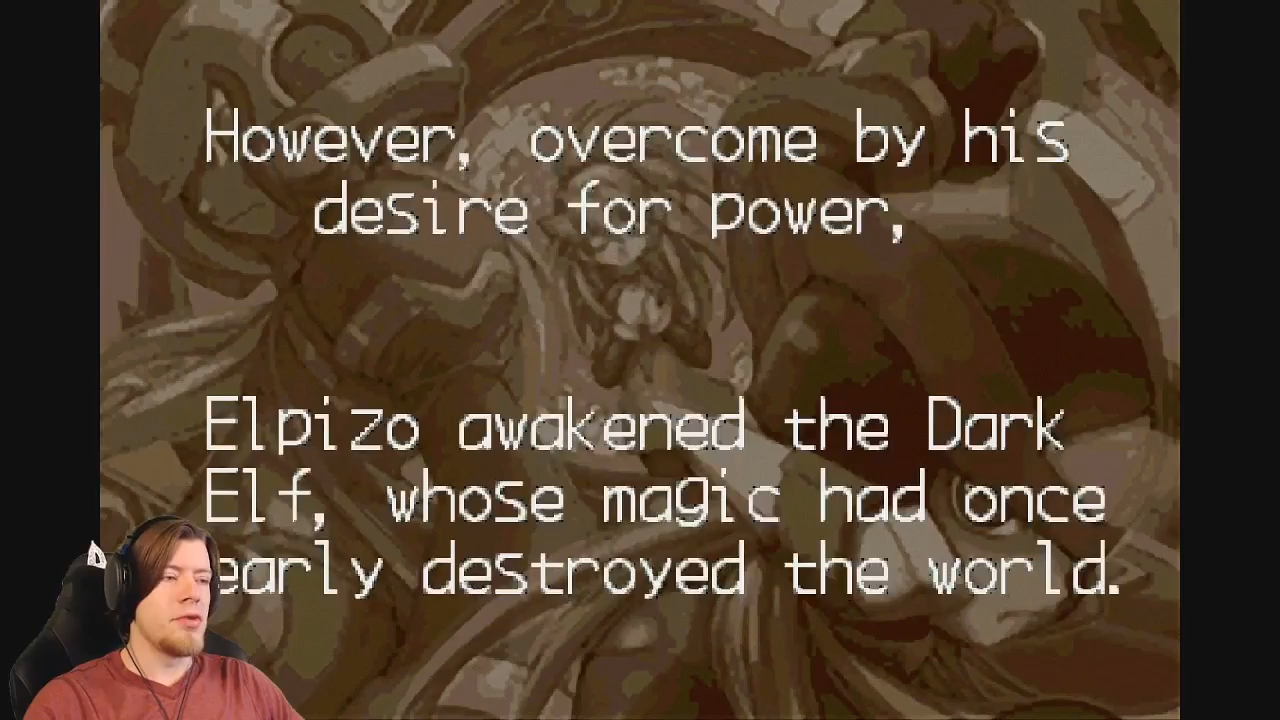 However, overcome by his
desire for power,
Elpizo awakened the Dark
Elf, whose magic had once
early destroyed the world.